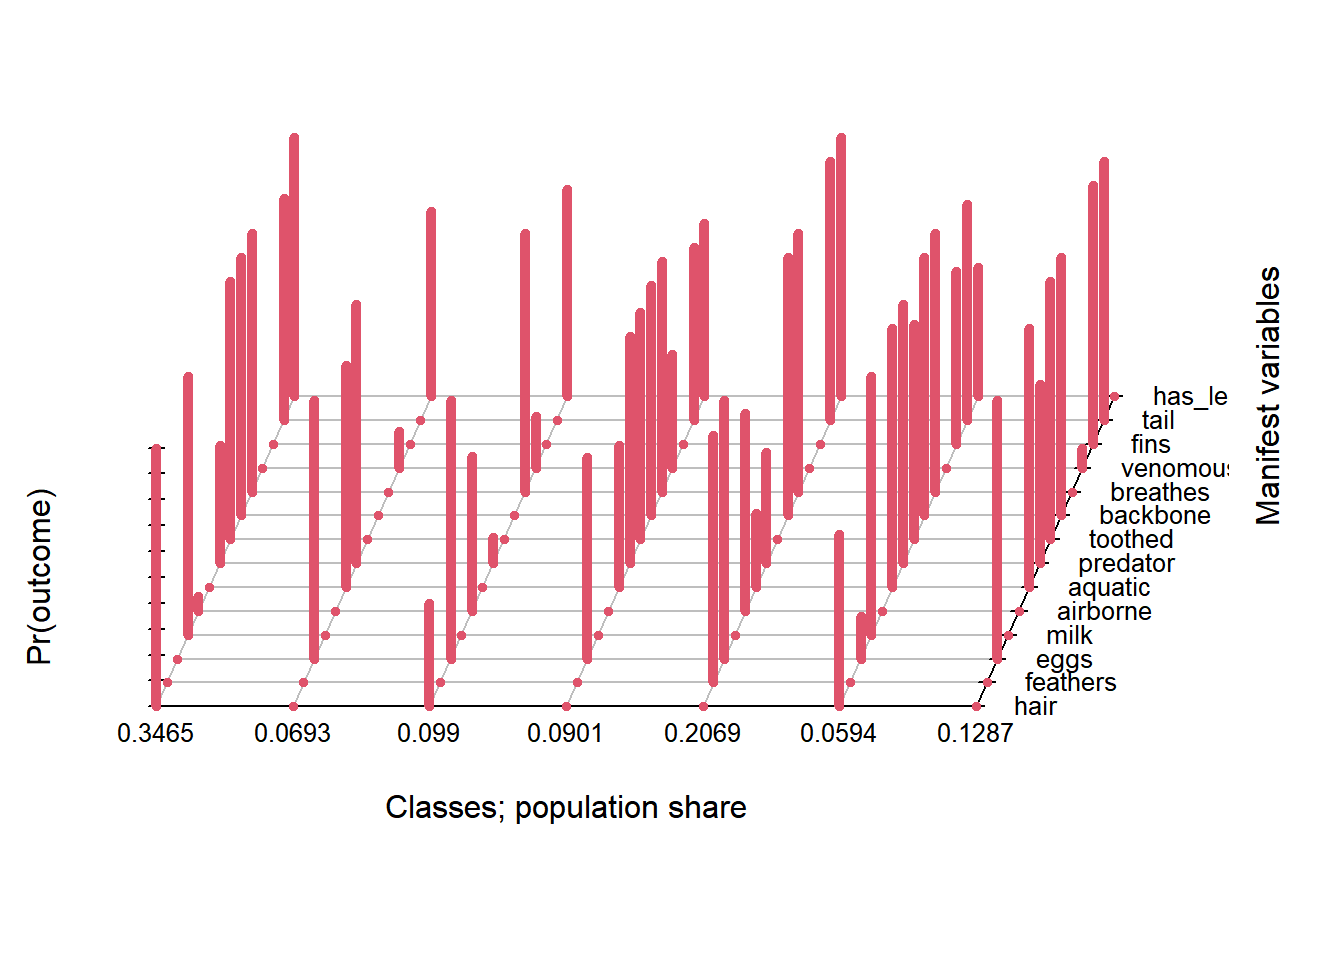 Pr(outcome)
Manifest variables
has_le
tail
fins
venomous
breathes
backbone
toothed
predator
aquatic
airborne
milk
eggs
feathers
hair
0.3465 0.0693 0.099 0.0901 0.2069 0.0594 0.1287
Classes; population share